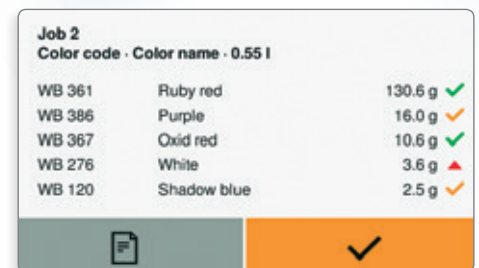 Job 2
Color code · Color name · 0.55 l
WB 361 Ruby red 130.6 g
WB 386 Purple 16.0 g
WB 367 Oxid red 10.6 g
WB 276 White 3.6 g
WB 120 Shadow blue 2.5 g